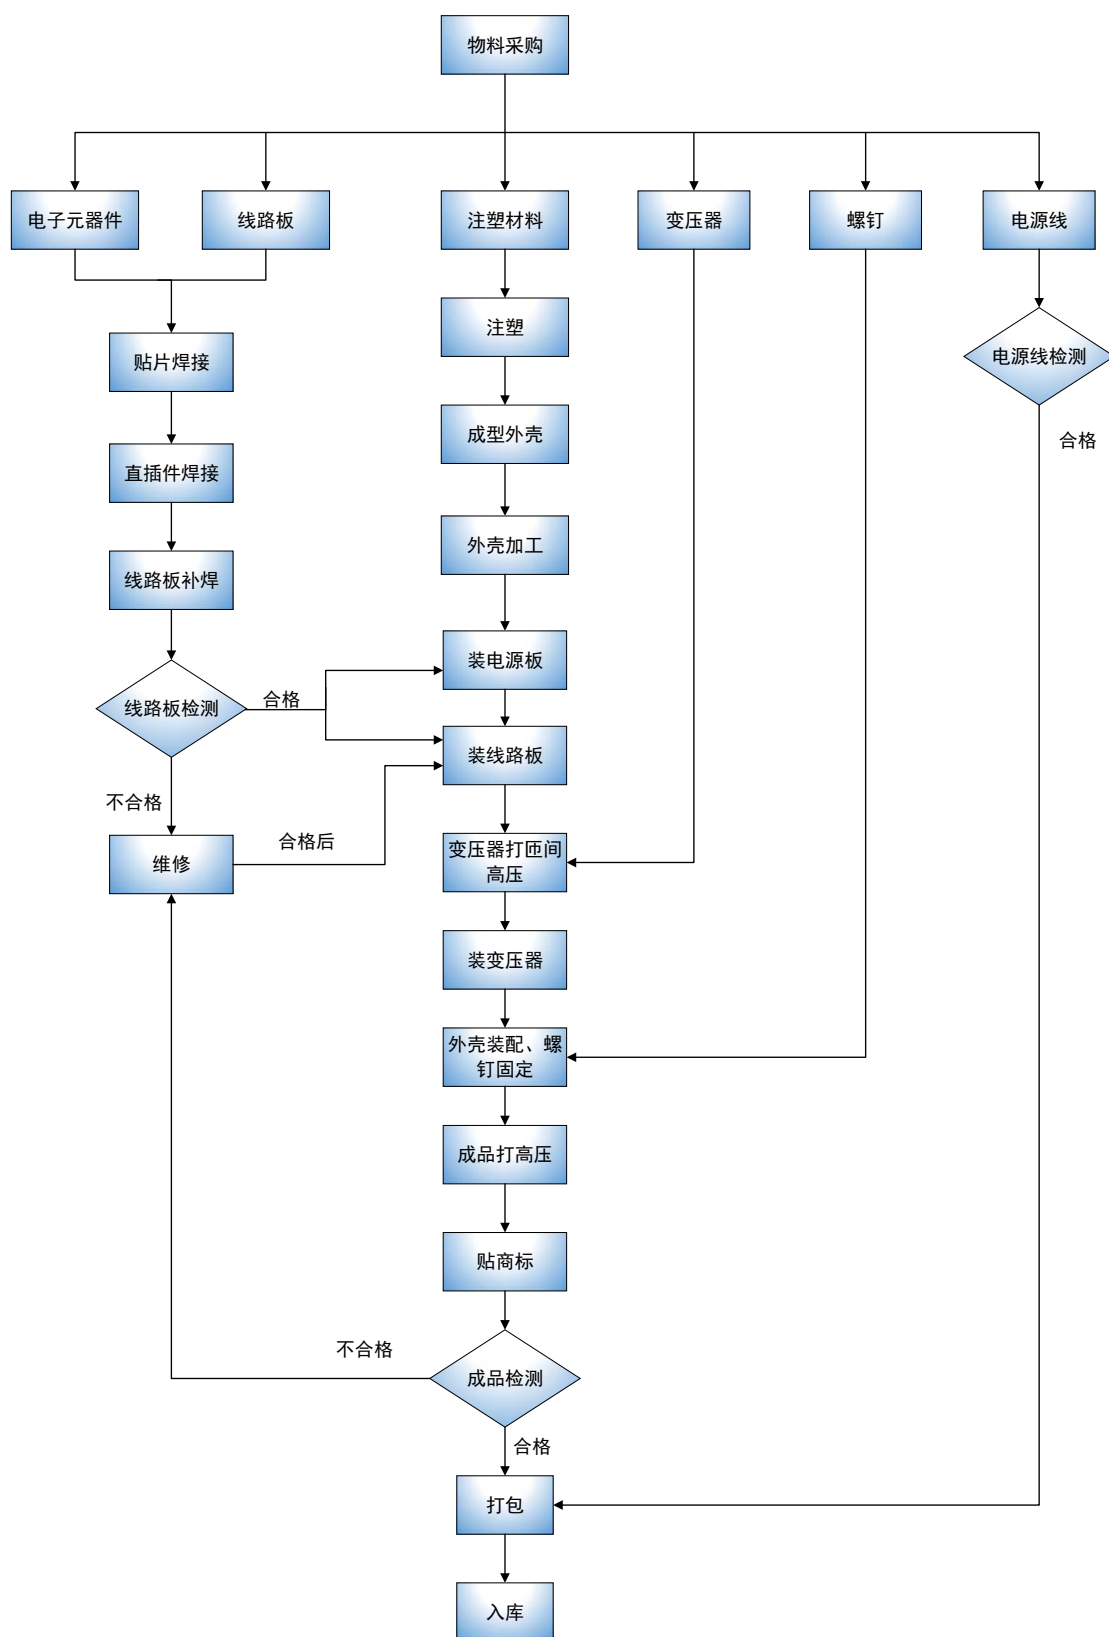 物料采购
电子元器件
线路板
注塑材料
变压器
螺钉
电源线
注塑
贴片焊接
电源线检测
成型外壳
合格
直插件焊接
外壳加工
线路板补焊
装电源板
线路板检测
合格
装线路板
不合格
合格后
维修
变压器打匝间
高压
装变压器
外壳装配、螺
钉固定
成品打高压
贴商标
不合格
成品检测
合格
打包
入库